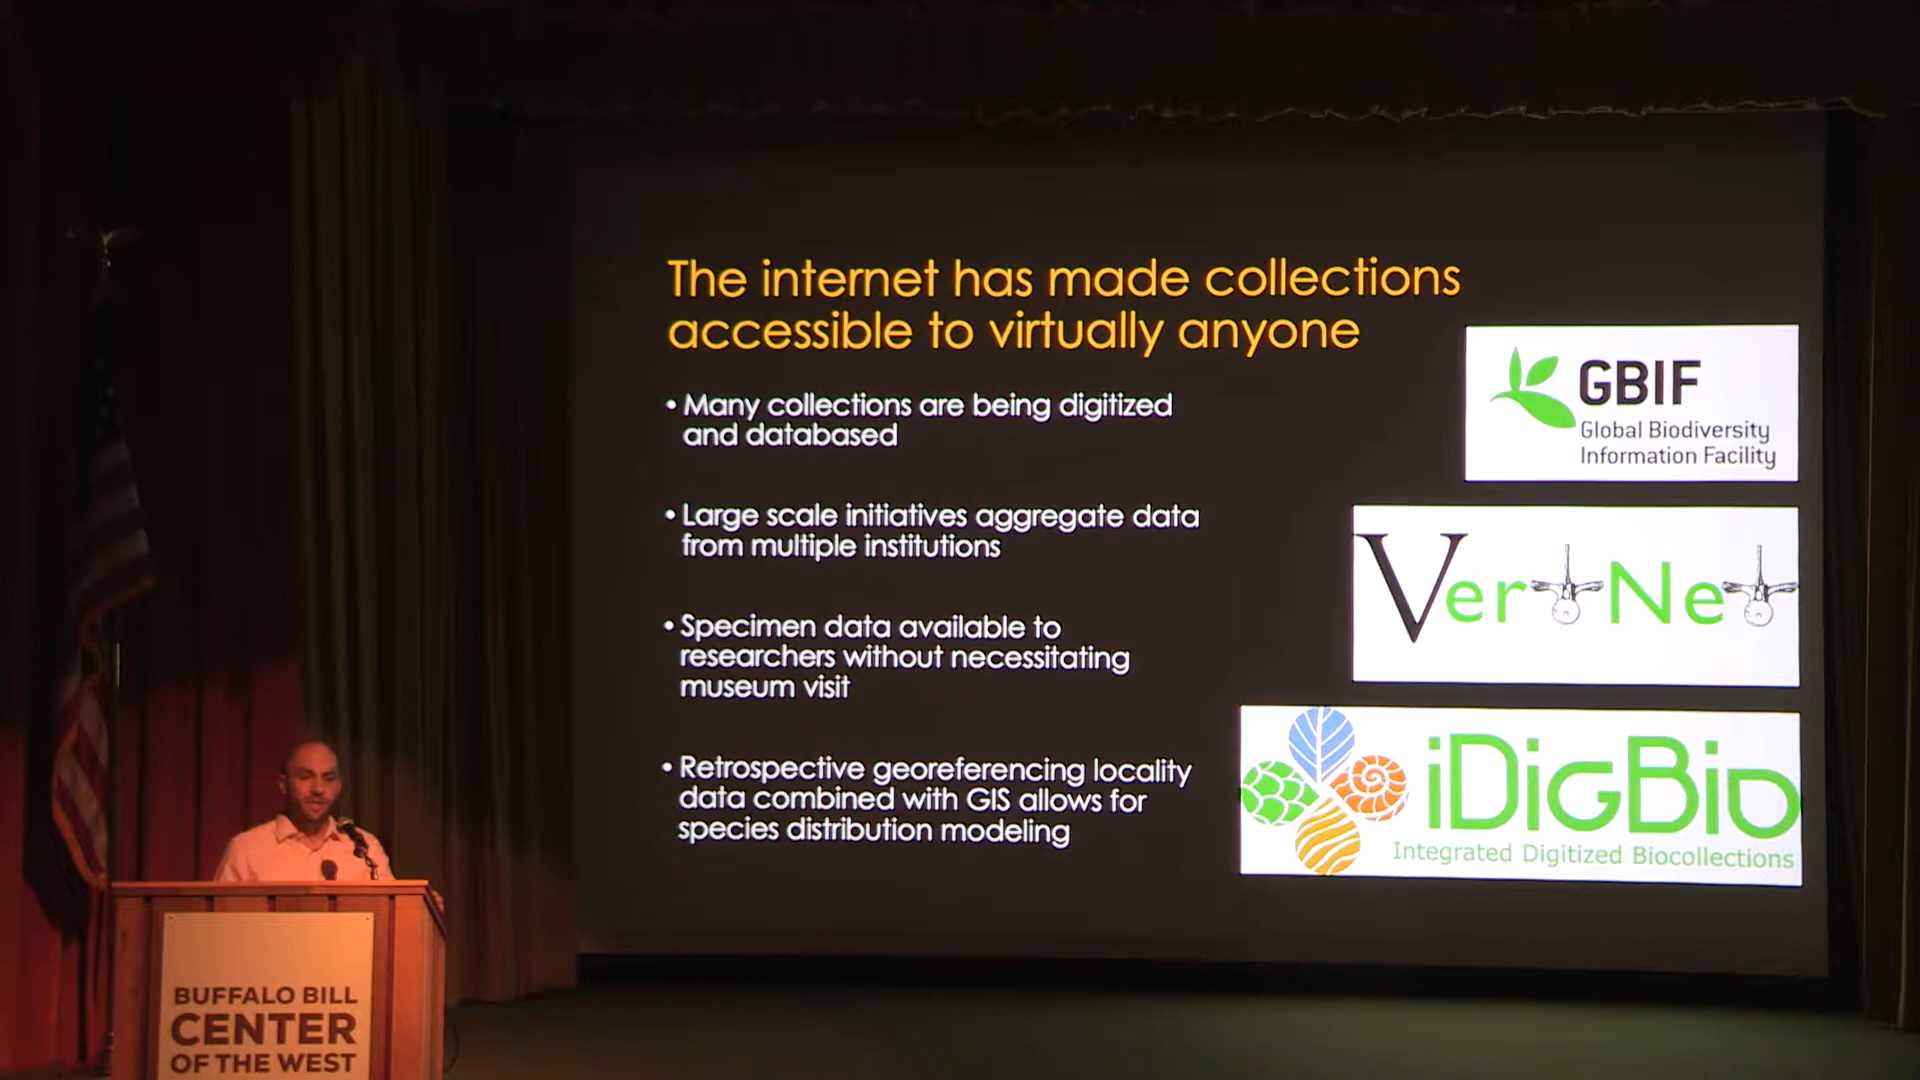 The internet has made collections
accessible to virtually anyone
• Many collections are being digitized
and databased
• Large scale initiatives aggregate data
from multiple institutions
• Specimen data available to
researchers without necessitating
museum visit
• Retrospective georeferencing locality
data combined with GIS allows for
species distribution modeling
GBIF
Global Biodiversity
Information Facility
VertNet
iDigBio
Integrated Digitized Biocollections
BUFFALO BILL
CENTER
OF THE WEST